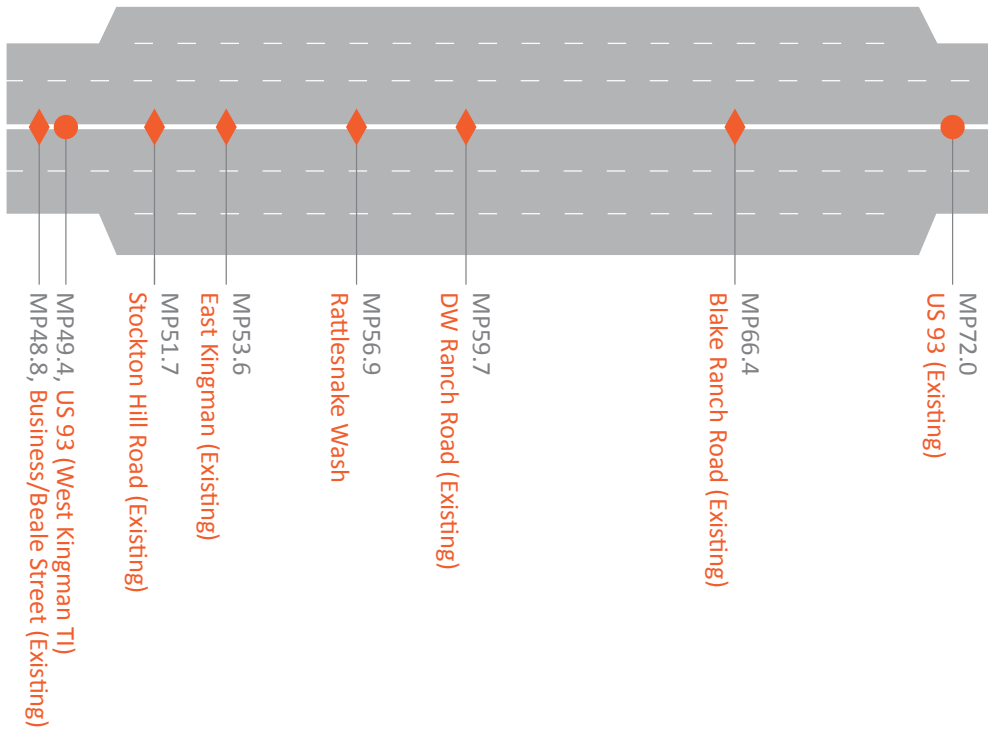 MP48.8, Business/Beale Street (Existing)
MP49.4, US 93 (West Kingman TI)
MP51.7
Stockton Hill Road (Existing)
MP53.6
East Kingman (Existing)
MP56.9
Rattlesnake Wash
MP59.7
DW Ranch Road (Existing)
MP66.4
Blake Ranch Road (Existing)
MP72.0
US 93 (Existing)